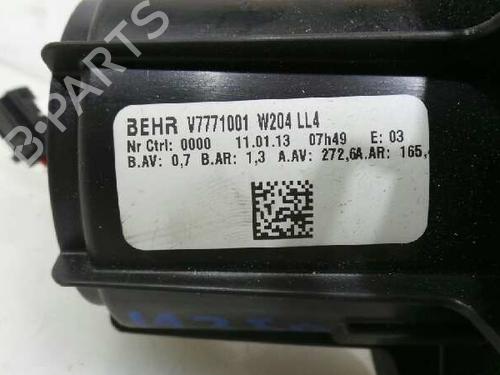 BEHR V7771001 W204 LL4
Nr Ctrl: 0000 11.01.13 07h49 E: 03
B.AV: 0,7 B.AR: 1,3 A.AV: 272,6A.AR: 165,4
B-PARTS